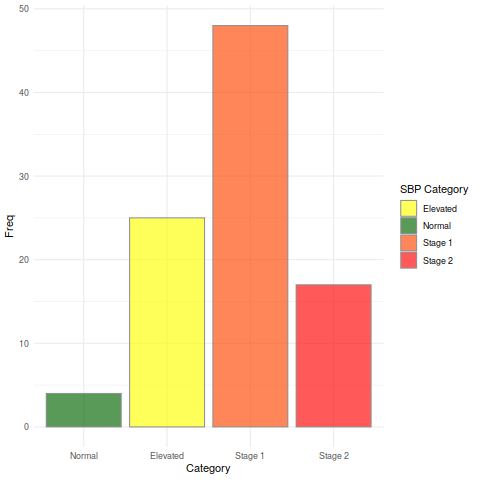 50
40
30
20
10
0
Freq
Normal Elevated Stage 1 Stage 2
Category
SBP Category
Elevated
Normal
Stage 1
Stage 2